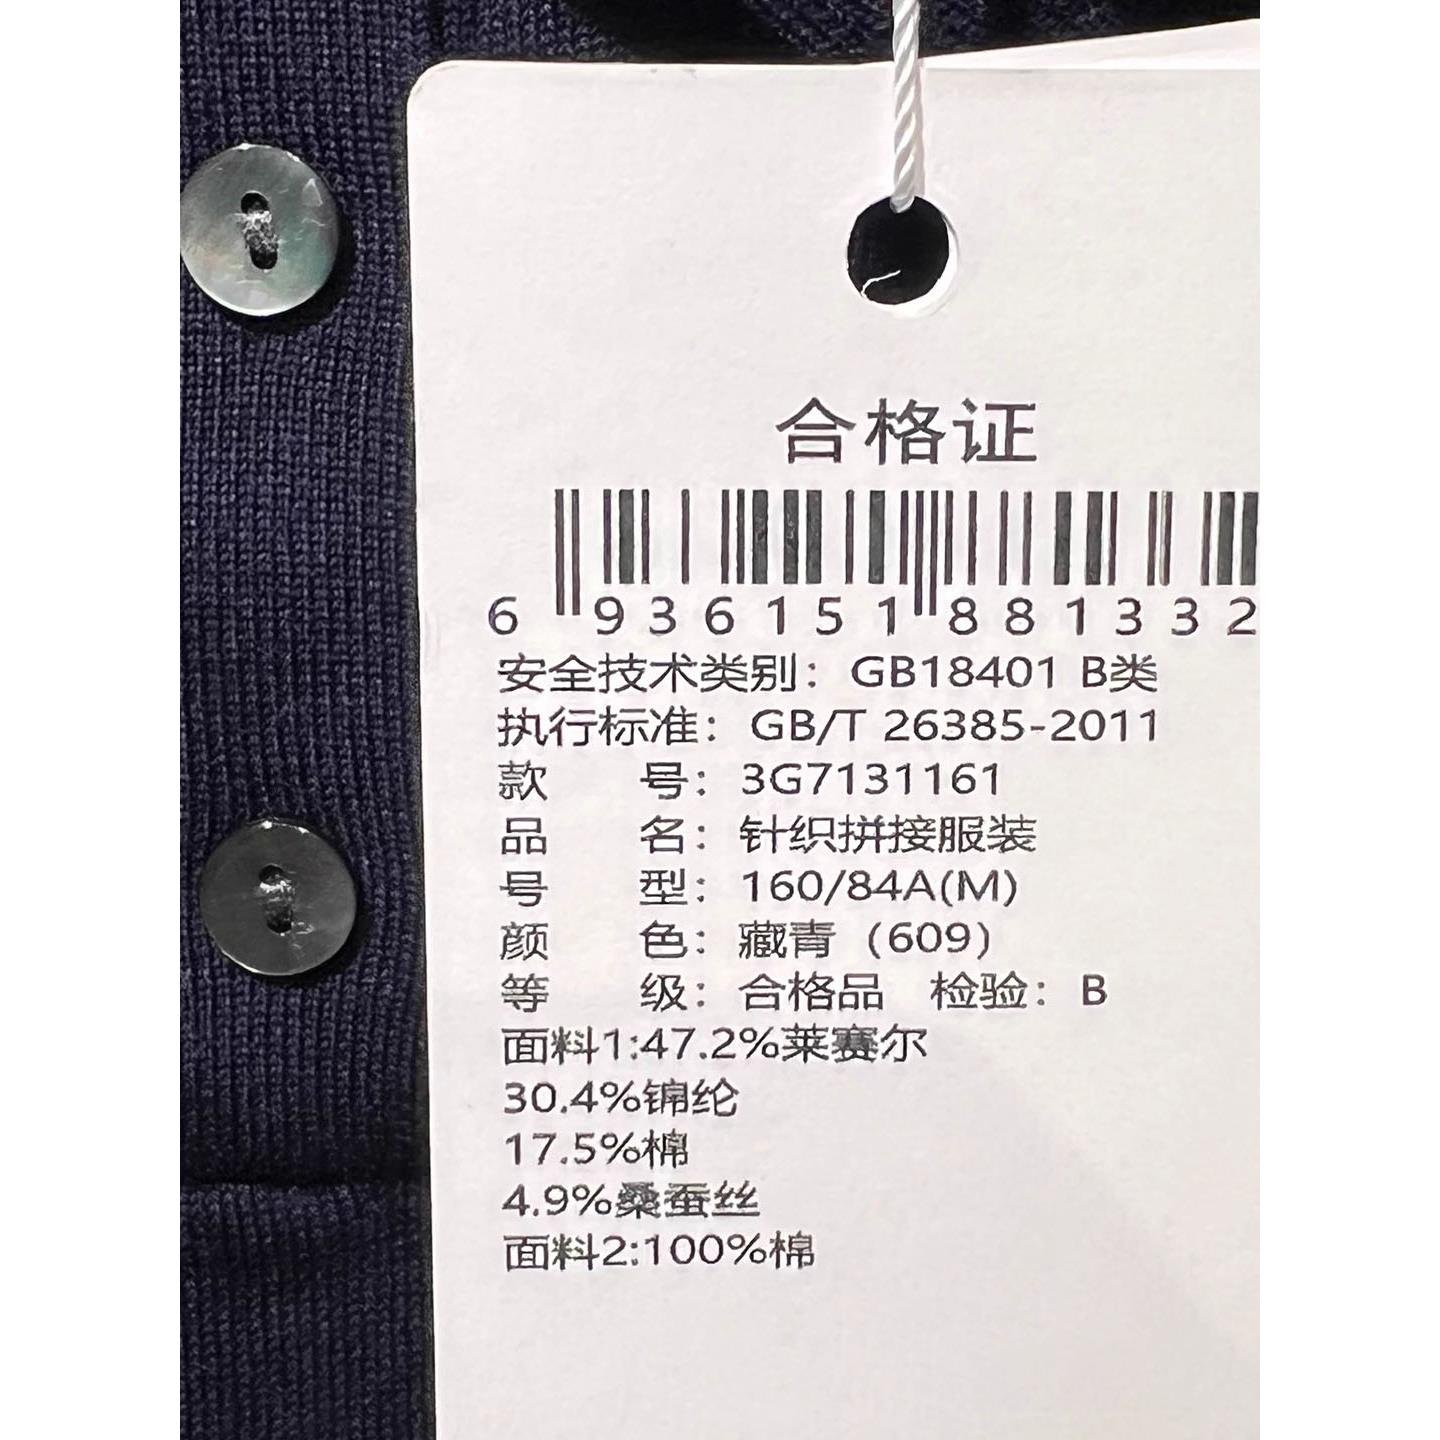 合格证
6 936151 881332
安全技术类别：GB18401 B类
执行标准：GB/T 26385-2011
款 号：3G7131161
品 名：针织拼接服装
号 型：160/84A(M)
颜 色：藏青（609）
等 级：合格品 检验：B
面料1:47.2%莱赛尔
30.4%锦纶
17.5%棉
4.9%桑蚕丝
面料2:100%棉